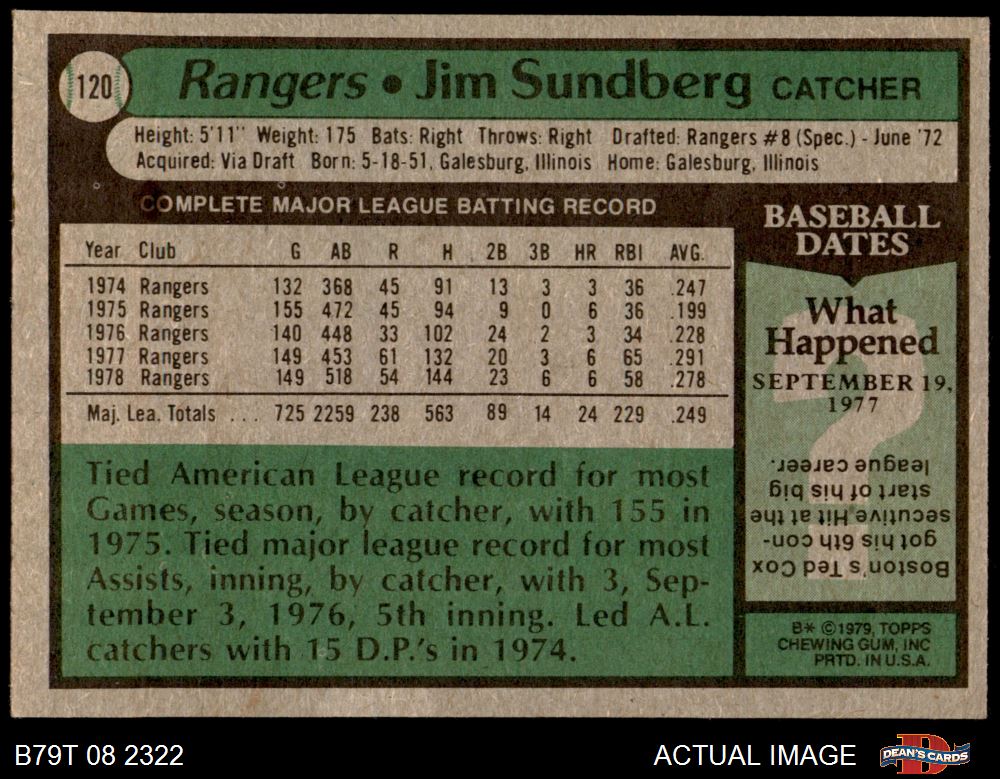 120
Rangers • Jim Sundberg CATCHER
Height: 5'11" Weight: 175 Bats: Right Throws: Right Drafted: Rangers #8 (Spec.) - June '72
Acquired: Via Draft Born: 5-18-51, Galesburg, Illinois Home: Galesburg, Illinois
COMPLETE MAJOR LEAGUE BATTING RECORD
Year Club G AB R H 2B 3B HR RBI AVG.
1974 Rangers 132 368 45 91 13 3 3 36 .247
1975 Rangers 155 472 45 94 9 0 6 36 .199
1976 Rangers 140 448 33 102 24 2 3 34 .228
1977 Rangers 149 453 61 132 20 3 6 65 .291
1978 Rangers 149 518 54 144 23 6 6 58 .278
Maj. Lea. Totals . . . 725 2259 238 563 89 14 24 229 .249
Tied American League record for most
Games, season, by catcher, with 155 in
1975. Tied major league record for most
Assists, inning, by catcher, with 3, Sep-
tember 3, 1976, 5th inning. Led A.L.
catchers with 15 D.P.'s in 1974.
BASEBALL
DATES
What
Happened
SEPTEMBER 19,
1977
?
Boston's Ted Cox
got his 6th con-
secutive Hit at the
start of his big
league career.
B* ©1979, TOPPS
CHEWING GUM, INC
PRTD. IN U.S.A.
B79T 08 2322
ACTUAL IMAGE
DEAN'S CARDS